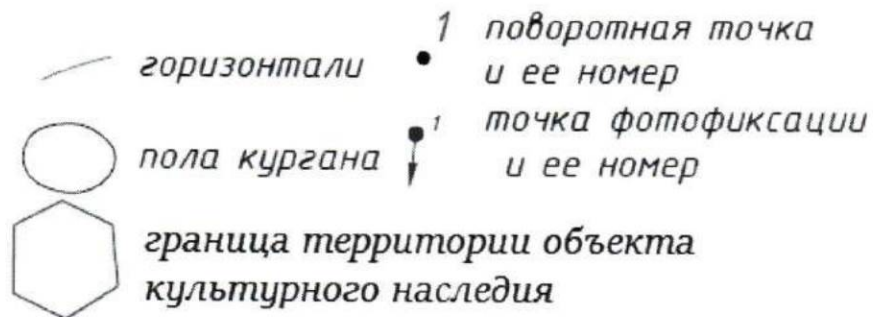 горизонтали
пола кургана
1 поворотная точка
и ее номер
1 точка фотофиксации
и ее номер
граница территории объекта
культурного наследия